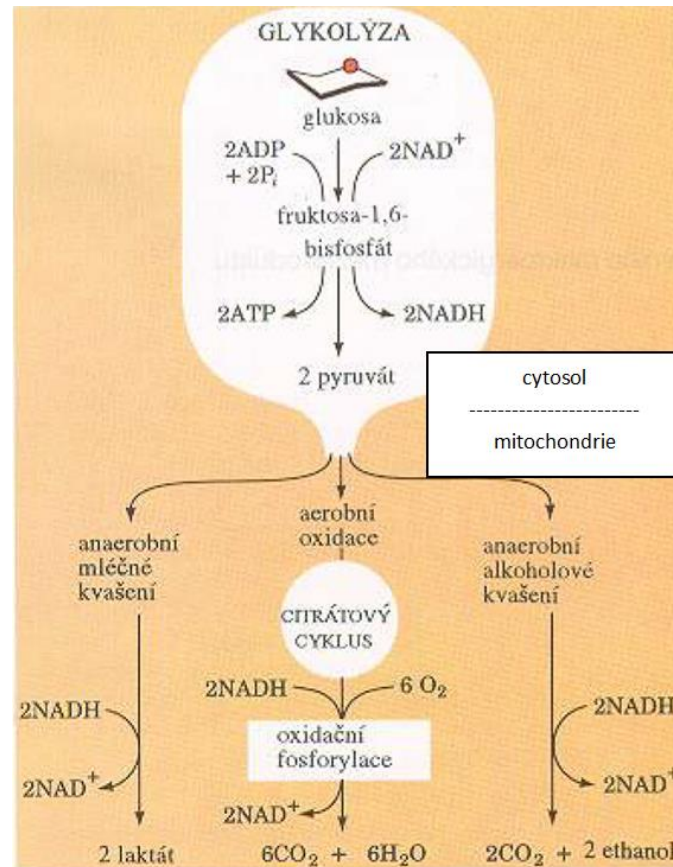 GLYKOLÝZA
glukosa
2ADP
+ 2Pi
2NAD+
fruktosa-1,6-
bisfosfát
2ATP
2NADH
2 pyruvát
cytosol
------------------------
mitochondrie
anaerobní
mléčné
kvašení
aerobní
oxidace
anaerobní
alkoholové
kvašení
CITRÁTOVÝ
CYKLUS
2NADH
2NADH
6 O2
2NADH
oxidační
fosforylace
2NAD+
2NAD+
2NAD+
2 laktát
6CO2 + 6H2O
2CO2 + 2 ethanol